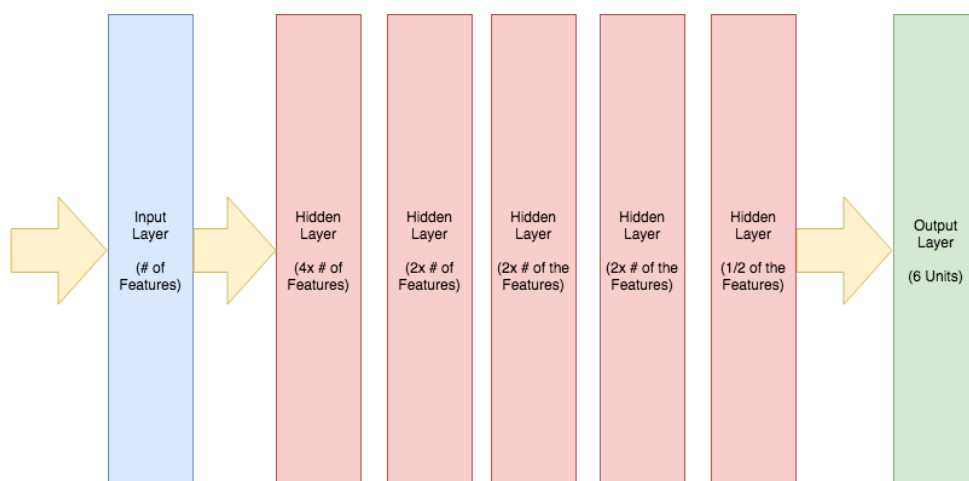 Input
Layer
(# of
Features)
Hidden
Layer
(4x # of
Features)
Hidden
Layer
(2x # of
Features)
Hidden
Layer
(2x # of the
Features)
Hidden
Layer
(2x # of the
Features)
Hidden
Layer
(1/2 of the
Features)
Output
Layer
(6 Units)